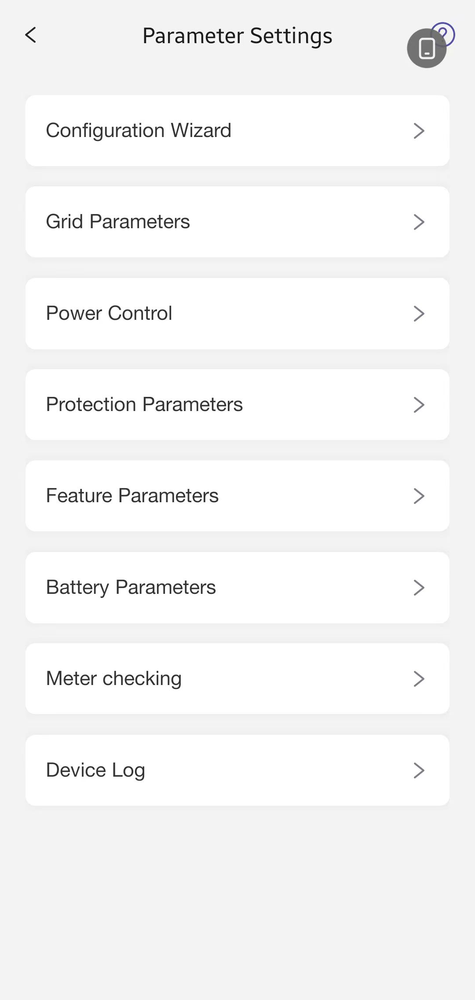 Parameter Settings
Configuration Wizard
Grid Parameters
Power Control
Protection Parameters
Feature Parameters
Battery Parameters
Meter checking
Device Log